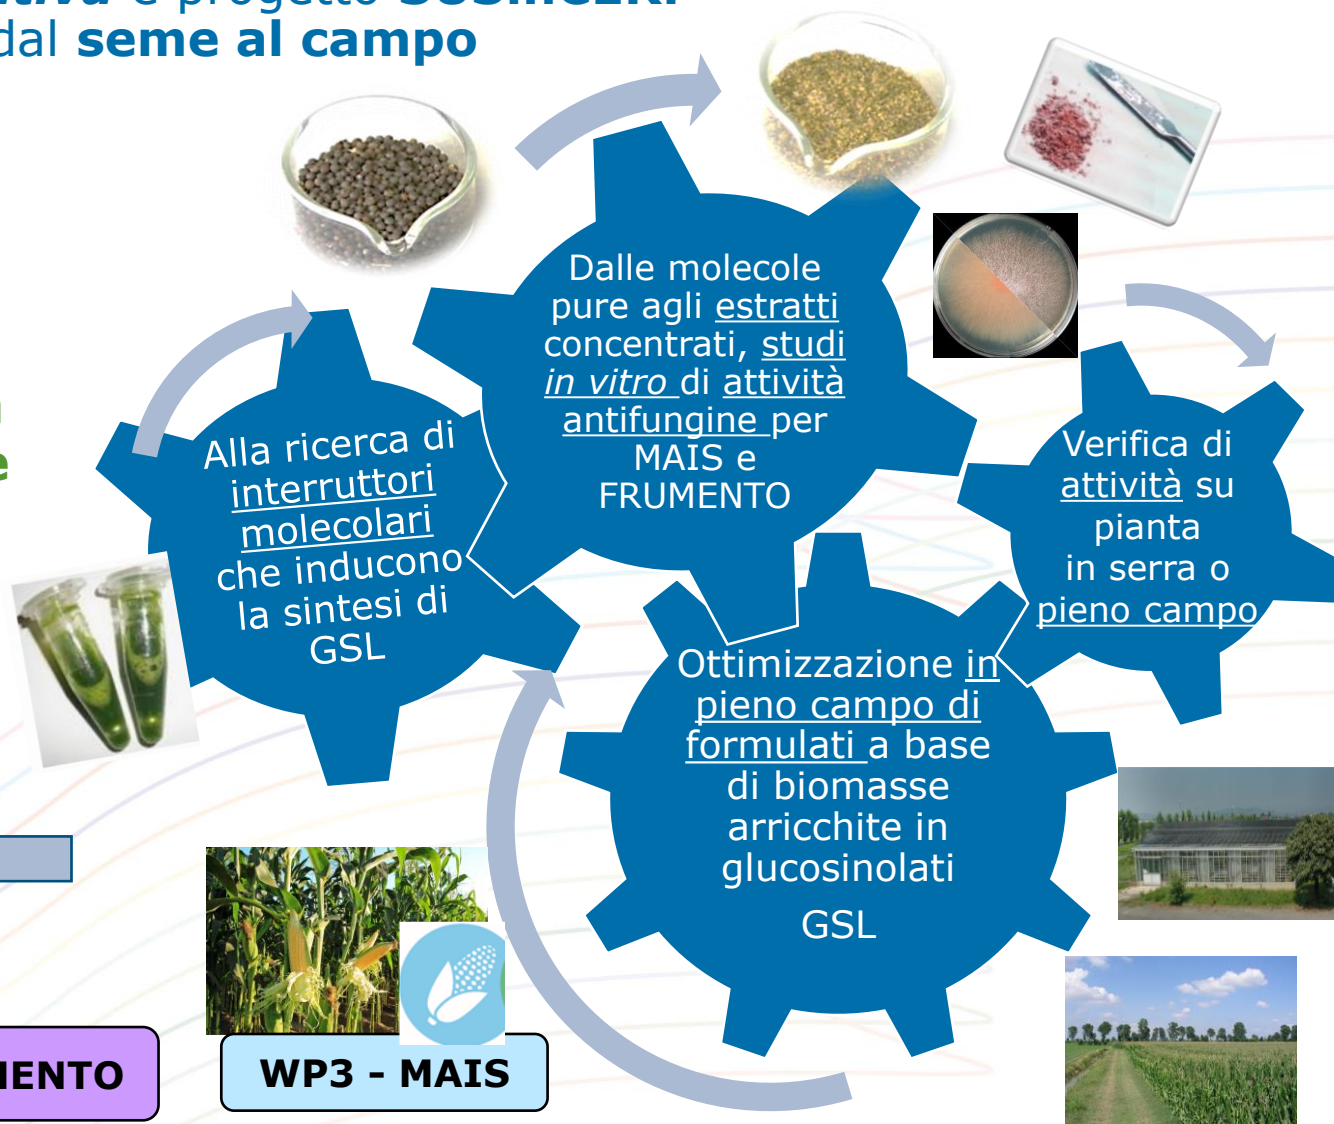 e progetto
dal seme al campo
Dalle molecole
pure agli estratti
concentrati, studi
in vitro di attività
antifungine per
MAIS e
FRUMENTO
Alla ricerca di
interruttori
molecolari
che inducono
la sintesi di
GSL
Verifica di
attività su
pianta
in serra o
pieno campo
Ottimizzazione in
pieno campo di
formulati a base
di biomasse
arricchite in
glucosinolati
GSL
WP3 – MAIS